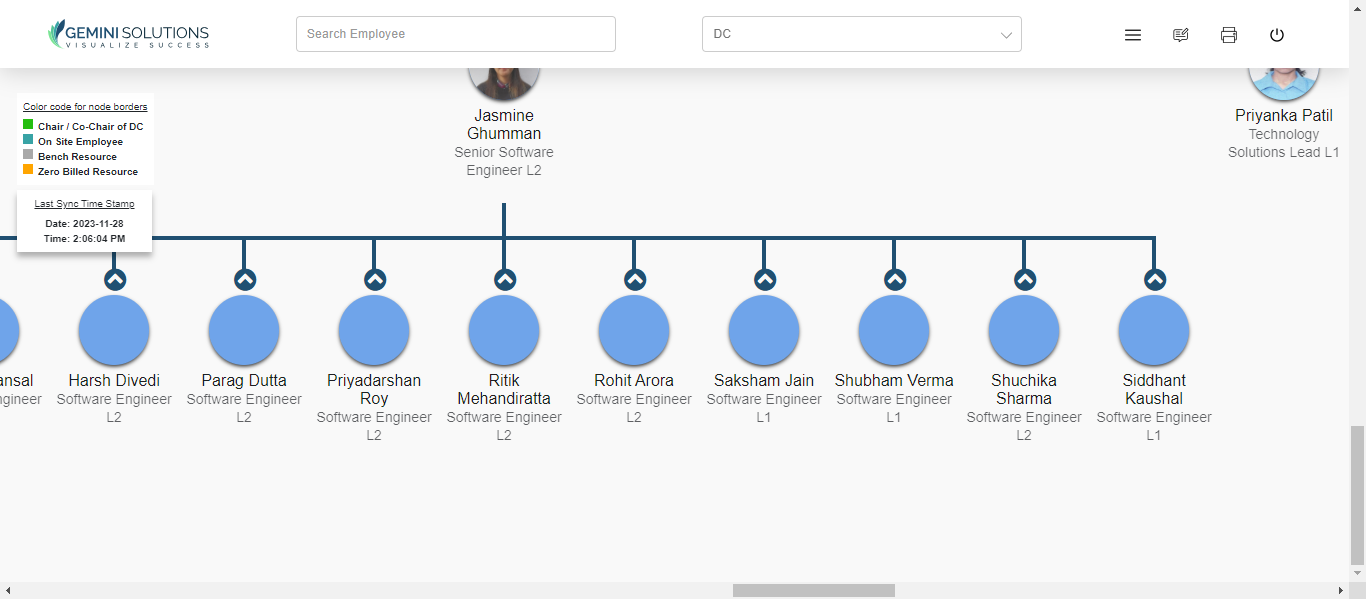 GEMINI SOLUTIONS
VISUALIZE SUCCESS
Search Employee
DC
Color code for node borders
Chair / Co-Chair of DC
On Site Employee
Bench Resource
Zero Billed Resource
Last Sync Time Stamp
Date: 2023-11-28
Time: 2:06:04 PM
Jasmine
Ghumman
Senior Software
Engineer L2
Priyanka Patil
Technology
Solutions Lead L1
ansal
gineer
Harsh Divedi
Software Engineer
L2
Parag Dutta
Software Engineer
L2
Priyadarshan
Roy
Software Engineer
L2
Ritik
Mehandiratta
Software Engineer
L2
Rohit Arora
Software Engineer
L2
Saksham Jain
Software Engineer
L1
Shubham Verma
Software Engineer
L1
Shuchika
Sharma
Software Engineer
L2
Siddhant
Kaushal
Software Engineer
L1